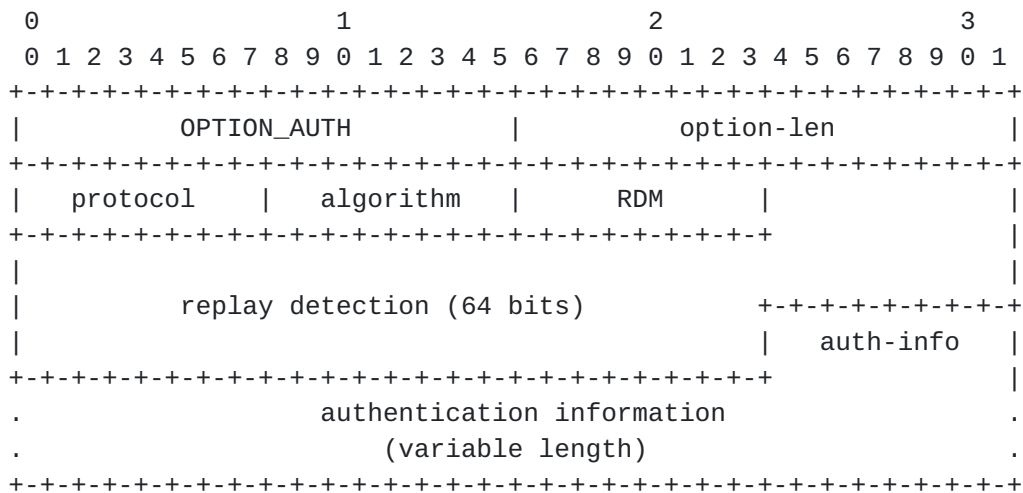 0                   1                   2                   3
 0 1 2 3 4 5 6 7 8 9 0 1 2 3 4 5 6 7 8 9 0 1 2 3 4 5 6 7 8 9 0 1
+-+-+-+-+-+-+-+-+-+-+-+-+-+-+-+-+-+-+-+-+-+-+-+-+-+-+-+-+-+-+-+-+
|          OPTION_AUTH          |          option-len           |
+-+-+-+-+-+-+-+-+-+-+-+-+-+-+-+-+-+-+-+-+-+-+-+-+-+-+-+-+-+-+-+-+
|   protocol    |   algorithm   |      RDM      |               |
+-+-+-+-+-+-+-+-+-+-+-+-+-+-+-+-+-+-+-+-+-+-+-+-+               |
|                                                               |
|          replay detection (64 bits)           +-+-+-+-+-+-+-+-+
|                                               |   auth-info   |
+-+-+-+-+-+-+-+-+-+-+-+-+-+-+-+-+-+-+-+-+-+-+-+-+               |
.                   authentication information                  .
.                       (variable length)                       .
+-+-+-+-+-+-+-+-+-+-+-+-+-+-+-+-+-+-+-+-+-+-+-+-+-+-+-+-+-+-+-+-+